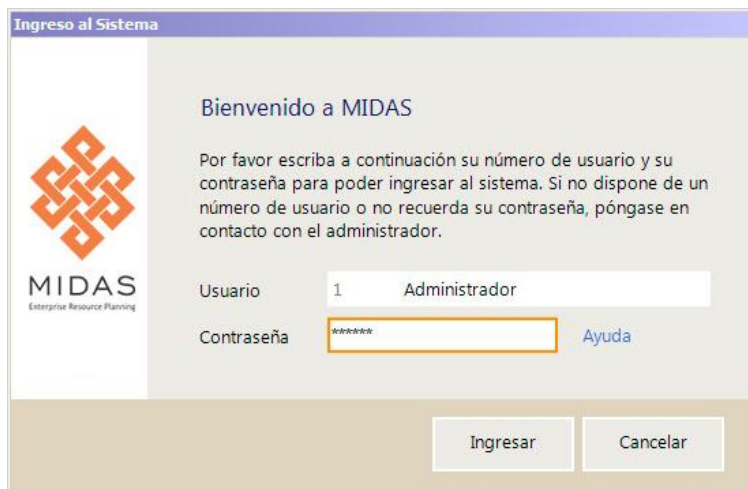 Ingreso al Sistema
Bienvenido a MIDAS
Por favor escriba a continuación su número de usuario y su
contraseña para poder ingresar al sistema. Si no dispone de un
número de usuario o no recuerda su contraseña, póngase en
contacto con el administrador.
MIDAS
Enterprise Resource Planning
Usuario 1 Administrador
Contraseña ****** Ayuda
Ingresar Cancelar